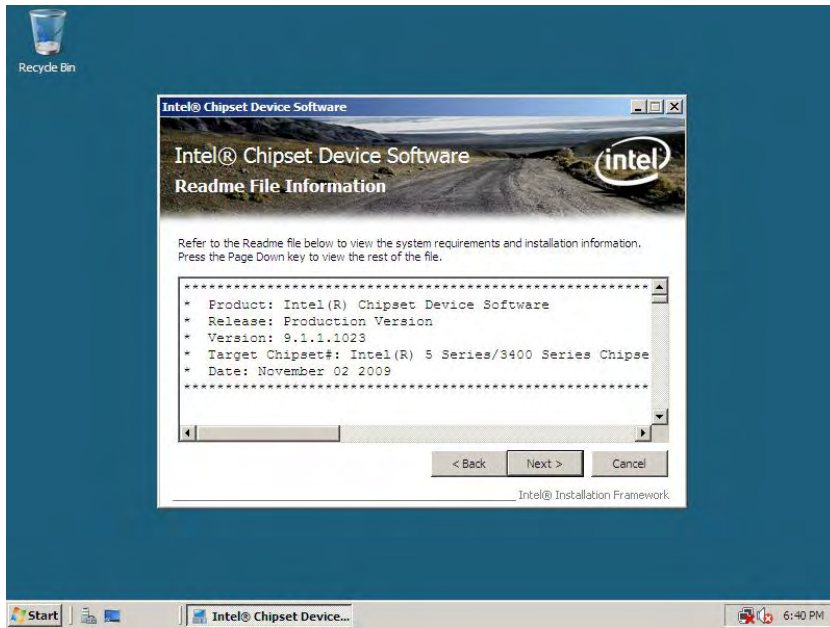 Recycle Bin
Intel® Chipset Device Software
Intel® Chipset Device Software
intel
Readme File Information
Refer to the Readme file below to view the system requirements and installation information.
Press the Page Down key to view the rest of the file.
*********************************************************
* Product: Intel(R) Chipset Device Software
* Release: Production Version
* Version: 9.1.1.1023
* Target Chipset#: Intel(R) 5 Series/3400 Series Chipse
* Date: November 02 2009
*********************************************************
< Back Next > Cancel
Intel® Installation Framework
Start Intel® Chipset Device... 6:40 PM